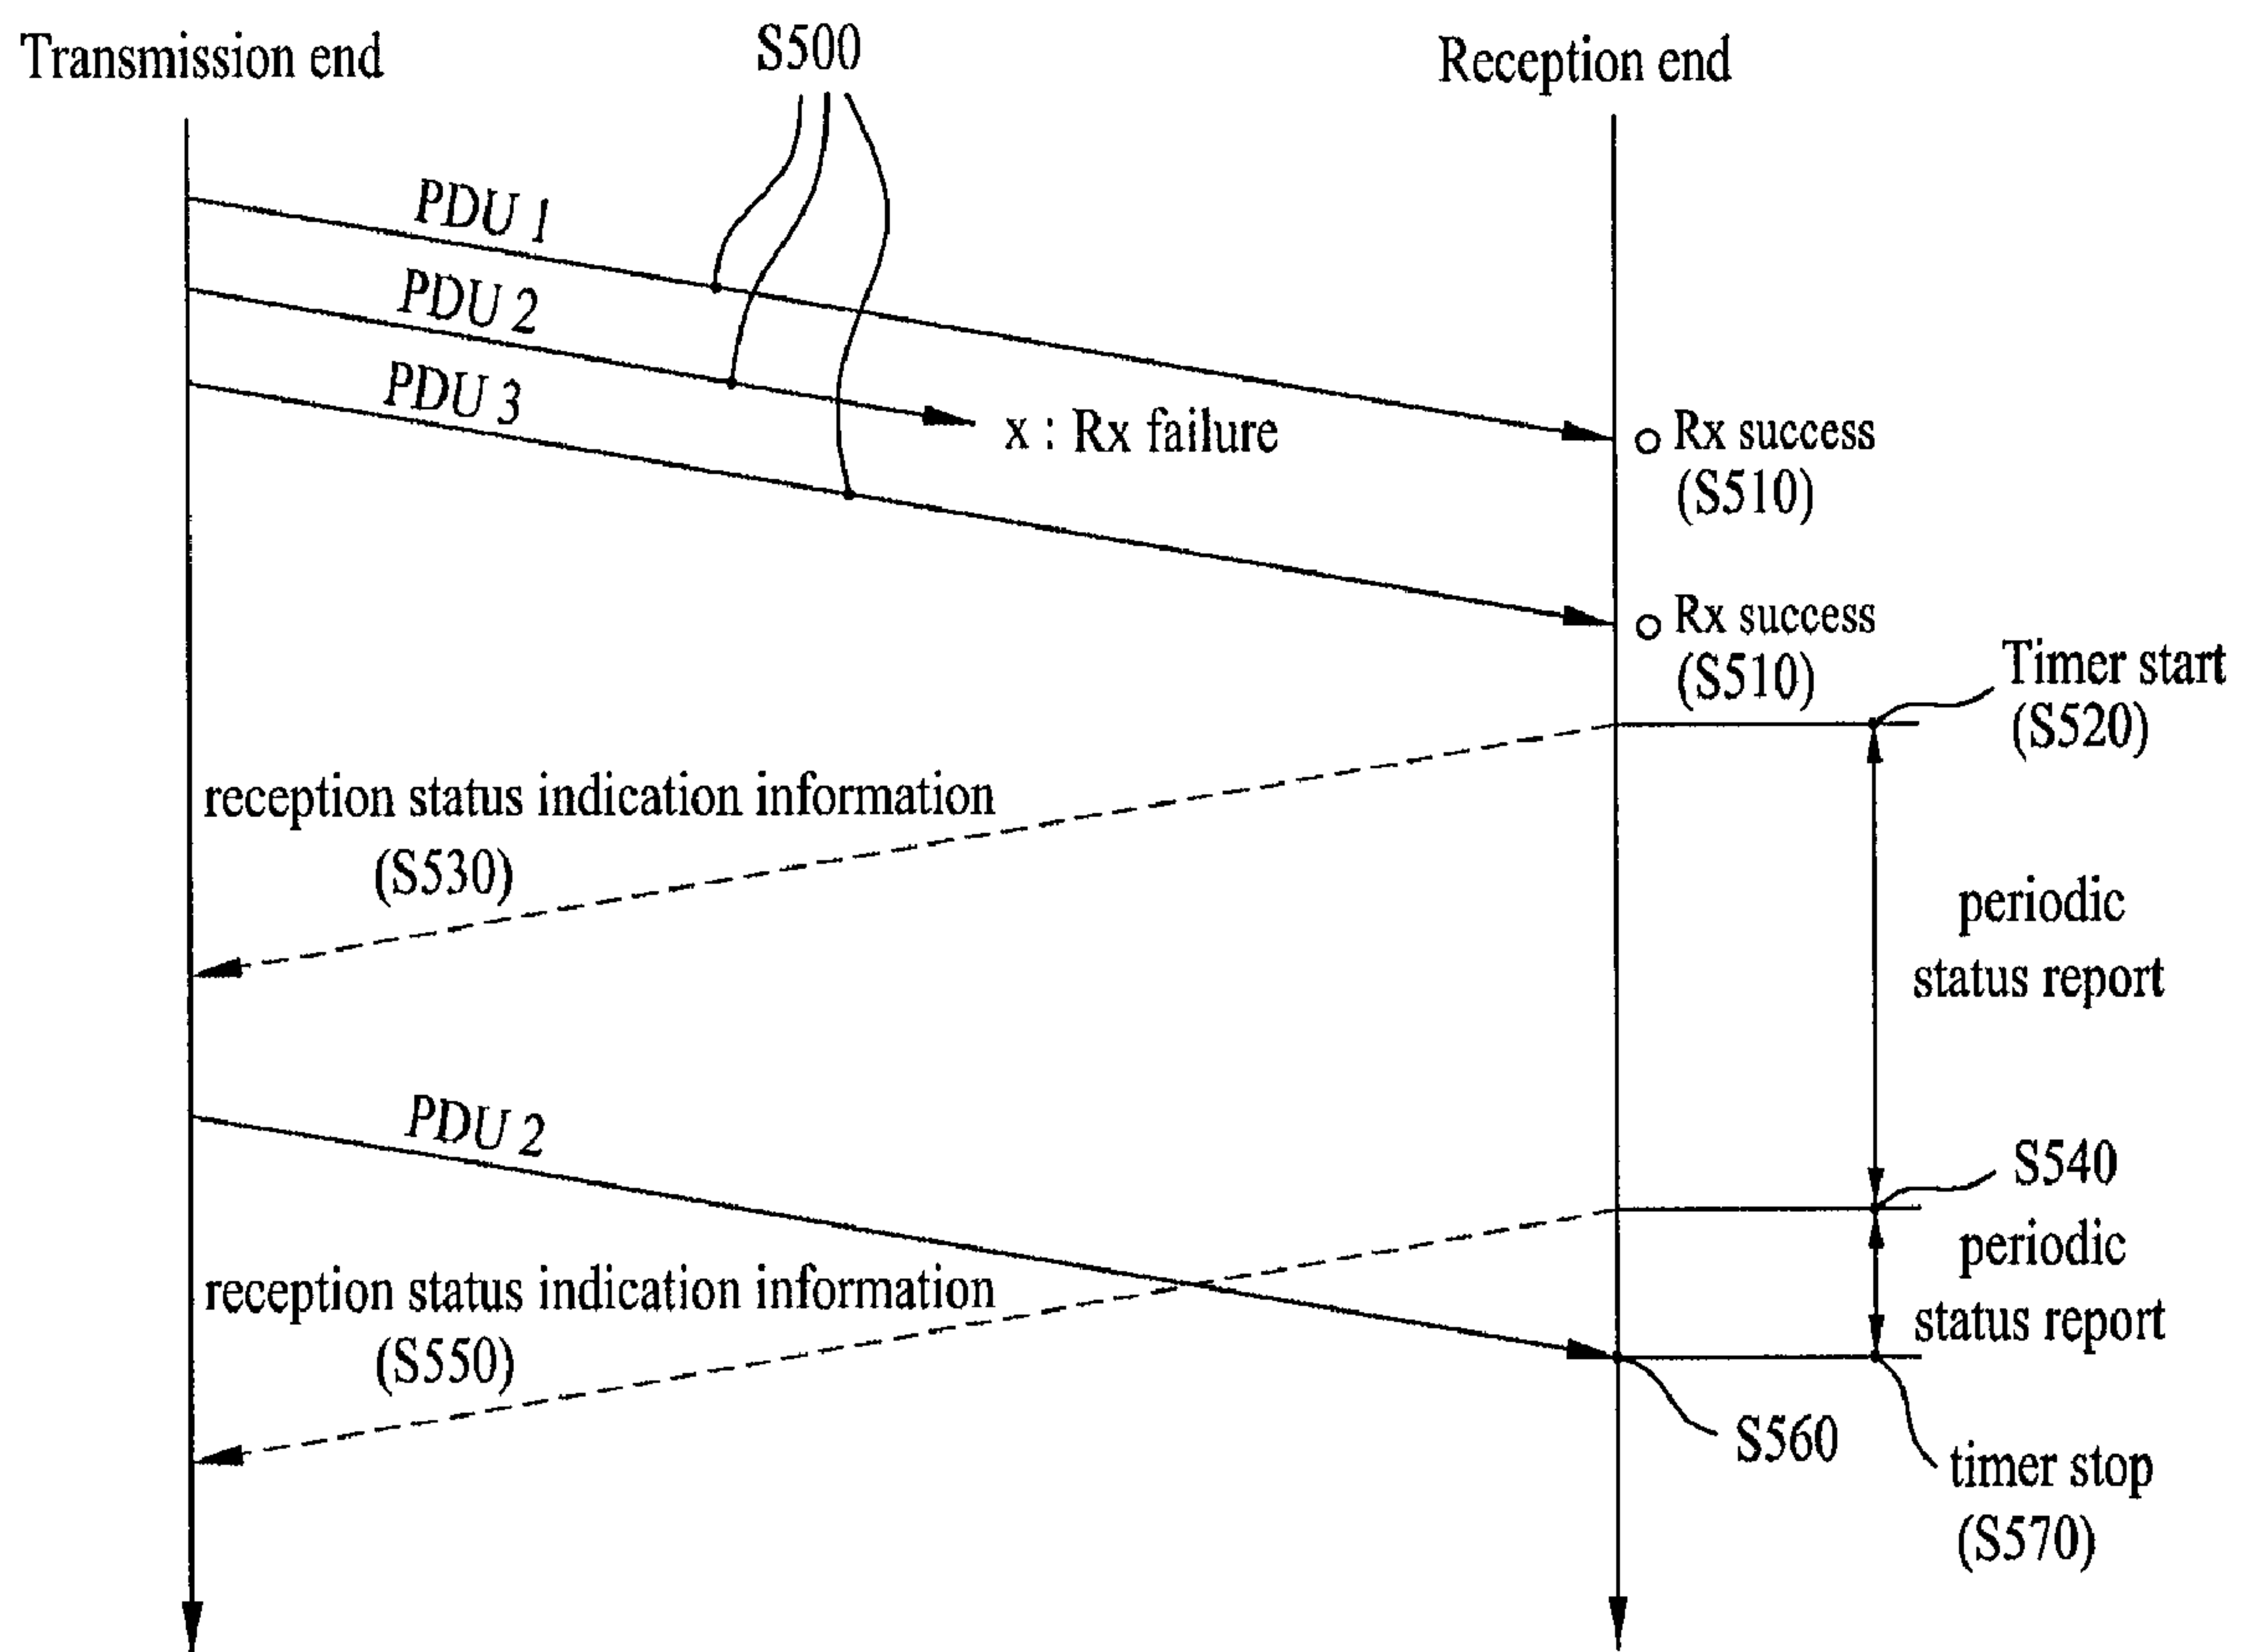 Transmission end
S500
Reception end
PDU 1
PDU 2
PDU 3
x : Rx failure
Rx success
(S510)
Rx success
(S510)
Timer start
(S520)
reception status indication information
(S530)
periodic
status report
PDU 2
S540
periodic
status report
reception status indication information
(S550)
S560
timer stop
(S570)